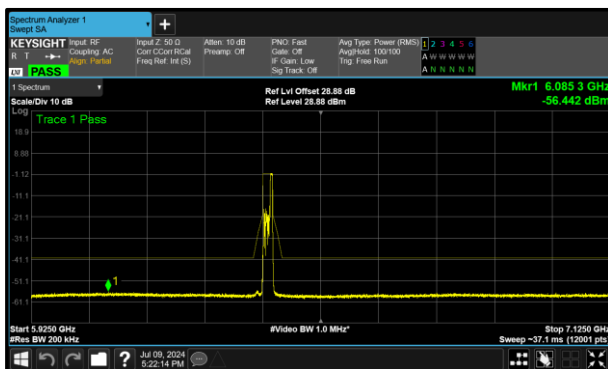 Spectrum Analyzer 1
Swept SA
+
KEYSIGHT
R T
LXI
PASS
Input: RF
Coupling: AC
Align: Partial
Input Z: 50 Ω
Corr CCorr RCal
Freq Ref: Int (S)
Atten: 10 dB
Preamp: Off
PNO: Fast
Gate: Off
IF Gain: Low
Sig Track: Off
Avg Type: Power (RMS)
Avg|Hold: 100/100
Trig: Free Run
1 2 3 4 5 6
A W W W W W
A N N N N N
1 Spectrum
Scale/Div 10 dB
Log
Ref Lvl Offset 28.88 dB
Ref Level 28.88 dBm
Mkr1 6.085 3 GHz
-56.442 dBm
Trace 1 Pass
18.9
8.88
-1.12
-11.1
-21.1
-31.1
-41.1
-51.1
-61.1
1
Start 5.9250 GHz
#Res BW 200 kHz
#Video BW 1.0 MHz*
Stop 7.1250 GHz
Sweep ~37.1 ms (12001 pts)
?
Jul 09, 2024
5:22:14 PM